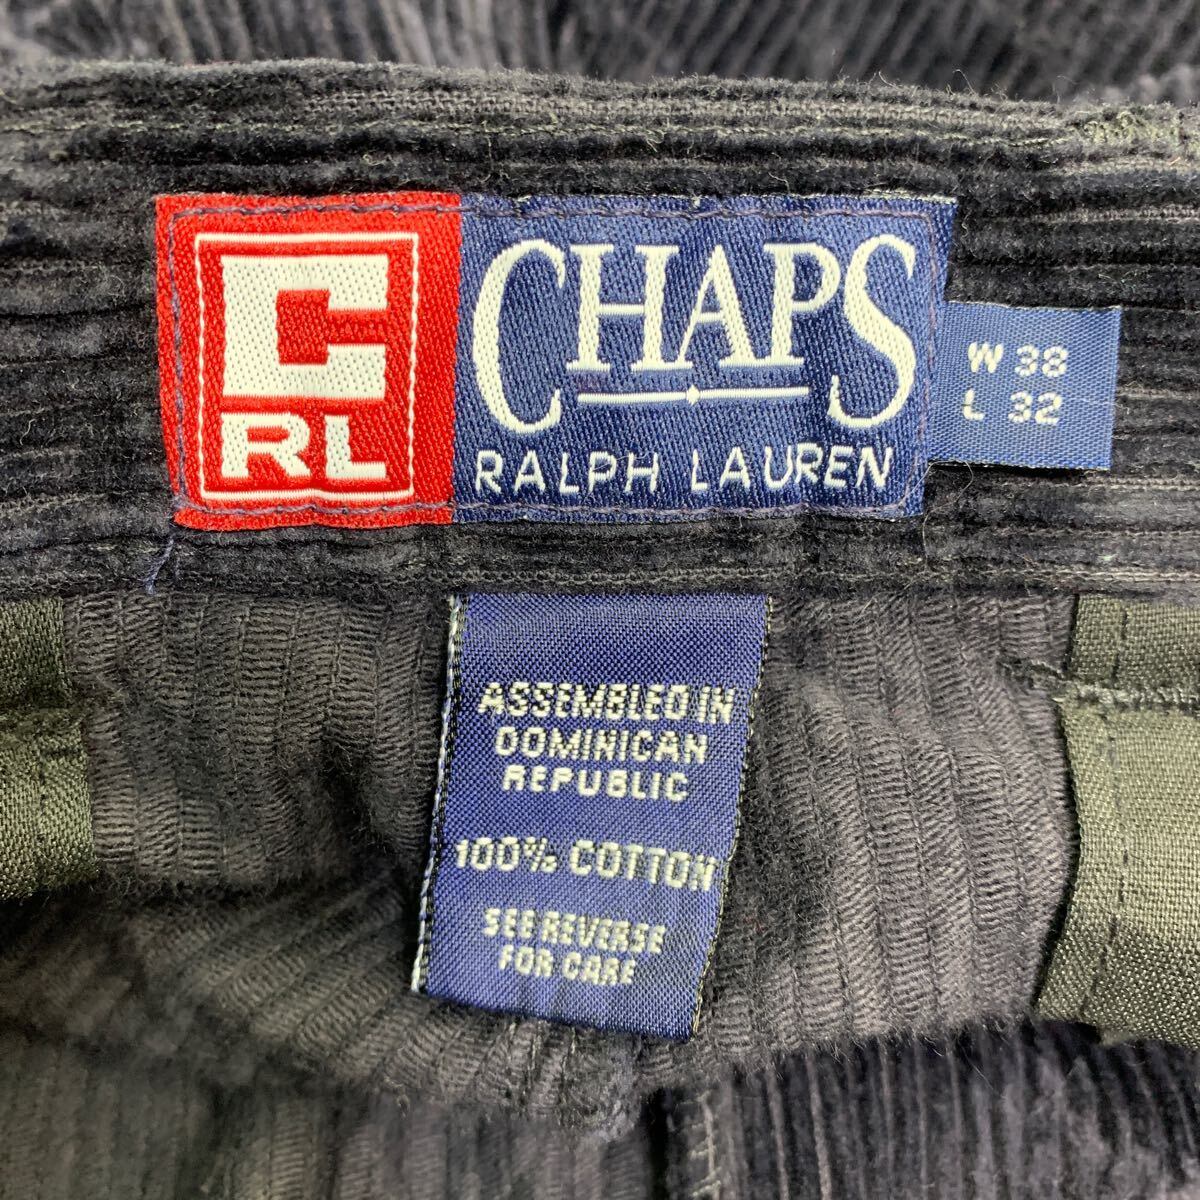 C
RL
CHAPS
RALPH LAUREN
W 38
L 32
ASSEMBLED IN
DOMINICAN
REPUBLIC
100% COTTON
SEE REVERSE
FOR CARE